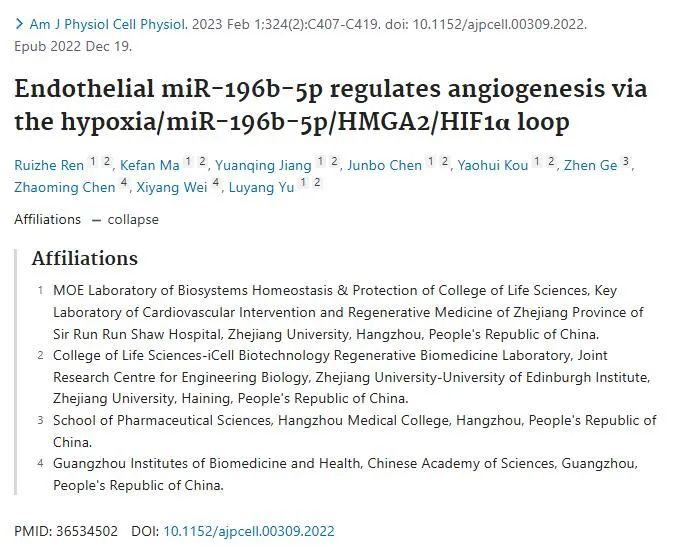 > Am J Physiol Cell Physiol. 2023 Feb 1;324(2):C407-C419. doi: 10.1152/ajpcell.00309.2022.
Epub 2022 Dec 19.
Endothelial miR-196b-5p regulates angiogenesis via
the hypoxia/miR-196b-5p/HMGA2/HIF1α loop
Ruizhe Ren 1 2, Kefan Ma 1 2, Yuanqing Jiang 1 2, Junbo Chen 1 2, Yaohui Kou 1 2, Zhen Ge 3,
Zhaoming Chen 4, Xiyang Wei 4, Luyang Yu 1 2
Affiliations – collapse
Affiliations
1 MOE Laboratory of Biosystems Homeostasis & Protection of College of Life Sciences, Key
Laboratory of Cardiovascular Intervention and Regenerative Medicine of Zhejiang Province of
Sir Run Run Shaw Hospital, Zhejiang University, Hangzhou, People's Republic of China.
2 College of Life Sciences-iCell Biotechnology Regenerative Biomedicine Laboratory, Joint
Research Centre for Engineering Biology, Zhejiang University-University of Edinburgh Institute,
Zhejiang University, Haining, People's Republic of China.
3 School of Pharmaceutical Sciences, Hangzhou Medical College, Hangzhou, People's Republic of
China.
4 Guangzhou Institutes of Biomedicine and Health, Chinese Academy of Sciences, Guangzhou,
People's Republic of China.
PMID: 36534502 DOI: 10.1152/ajpcell.00309.2022